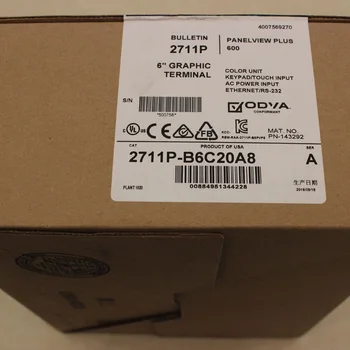 4007569270
BULLETIN
2711P
PANELVIEW PLUS
600
6" GRAPHIC
TERMINAL
COLOR UNIT
KEYPAD/TOUCH INPUT
AC POWER INPUT
ETHERNET/RS-232
S/N
ODVA
CONFORMANT
MAT. NO.
PN-143292
CAT
PRODUCT OF USA
SER
2711P-B6C20A8
A
生产日期